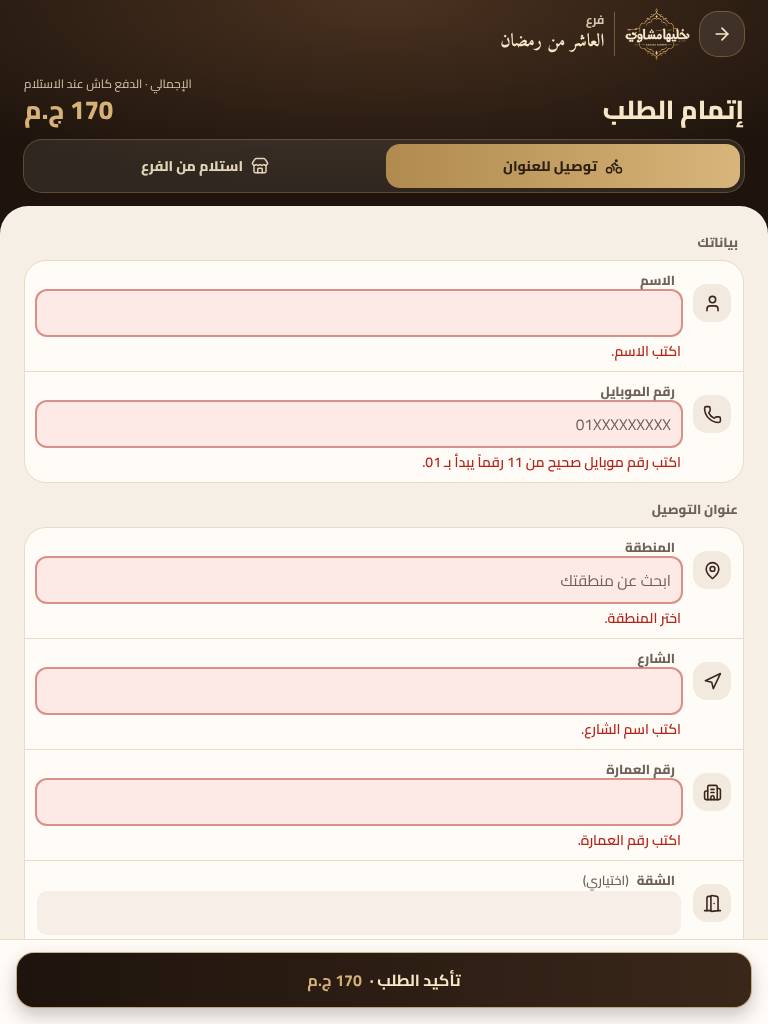 خليها مشاوي
فرع
العاشر من رمضان
الإجمالي · الدفع كاش عند الاستلام
إتمام الطلب
170 ج.م
توصيل للعنوان
استلام من الفرع
بياناتك
الاسم
اكتب الاسم.
رقم الموبايل
01XXXXXXXXX
اكتب رقم موبايل صحيح من 11 رقماً يبدأ بـ 01.
عنوان التوصيل
المنطقة
ابحث عن منطقتك
اختر المنطقة.
الشارع
اكتب اسم الشارع.
رقم العمارة
اكتب رقم العمارة.
الشقة (اختياري)
تأكيد الطلب · 170 ج.م